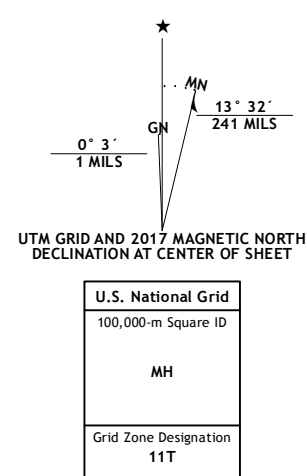 MN
GN
13° 32´
241 MILS
0° 3´
1 MILS
UTM GRID AND 2017 MAGNETIC NORTH
DECLINATION AT CENTER OF SHEET
U.S. National Grid
100,000-m Square ID
MH
Grid Zone Designation
11T